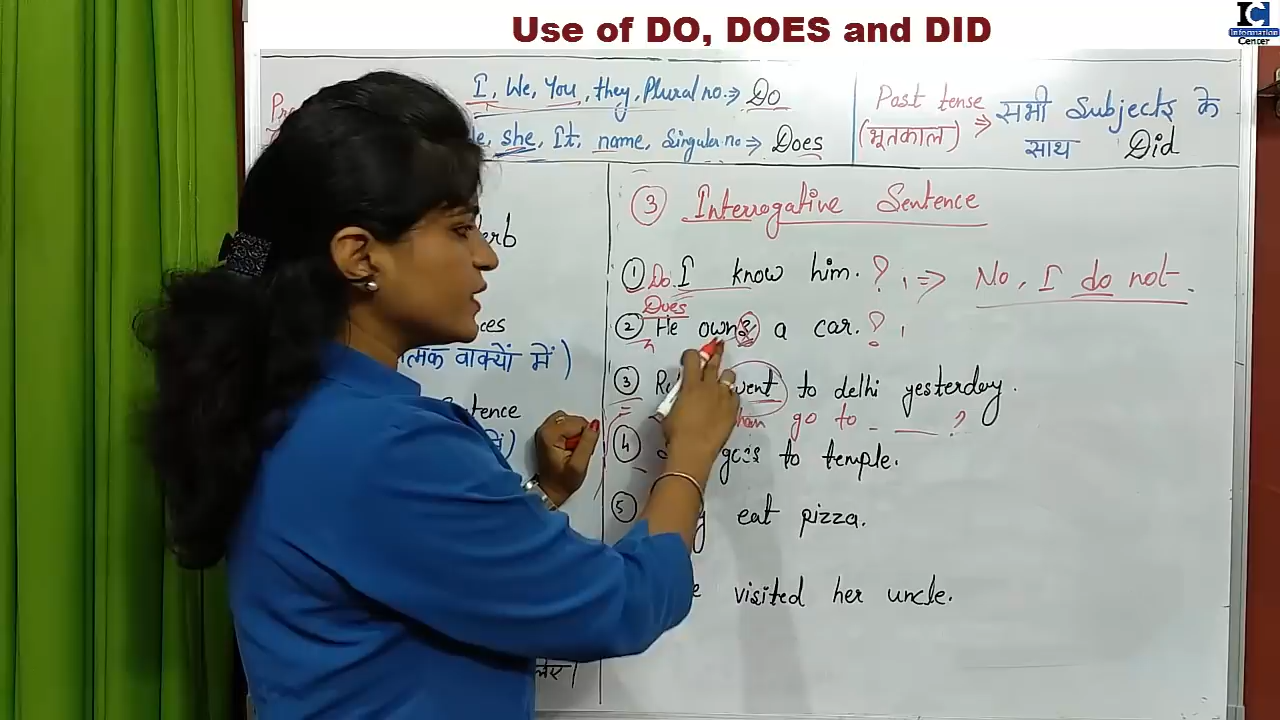 Use of DO, DOES and DID
IC
Information
Center
I, We, You, they, Plural no. → Do
she, It, name, Singular no ⇒ Does
Past tense
(भूतकाल)
⇒ सभी Subjects के
साथ Did
③ Interrogative Sentence
① Do I know him. ? , ⇒ No, I do not.
Does
② He owns a car. ? ,
③ went to delhi yesterday.
go to - — ?
④ goes to temple.
⑤ eat pizza.
visited her uncle.
वाक्यों में)